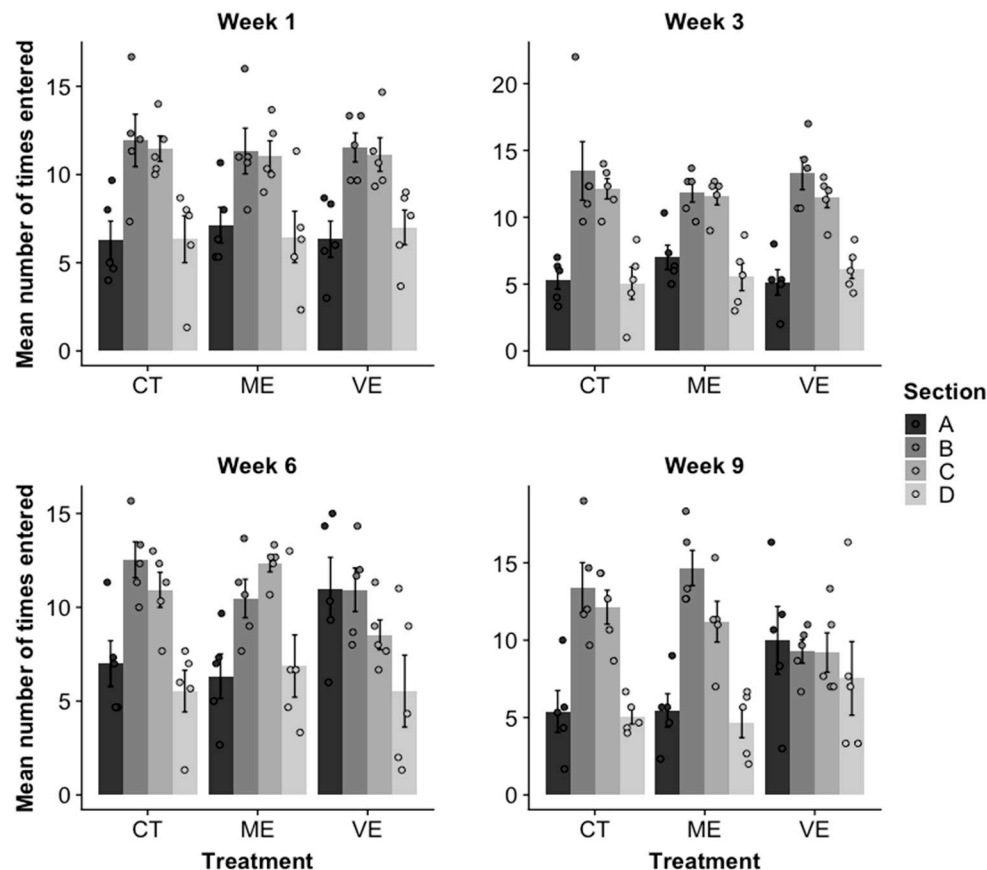 Week 1
Week 3
Mean number of times entered
15
10
5
0
CT ME VE
20
15
10
5
0
CT ME VE
Section
A
B
C
D
Week 6
Week 9
Mean number of times entered
15
10
5
0
CT ME VE
Treatment
15
10
5
0
CT ME VE
Treatment